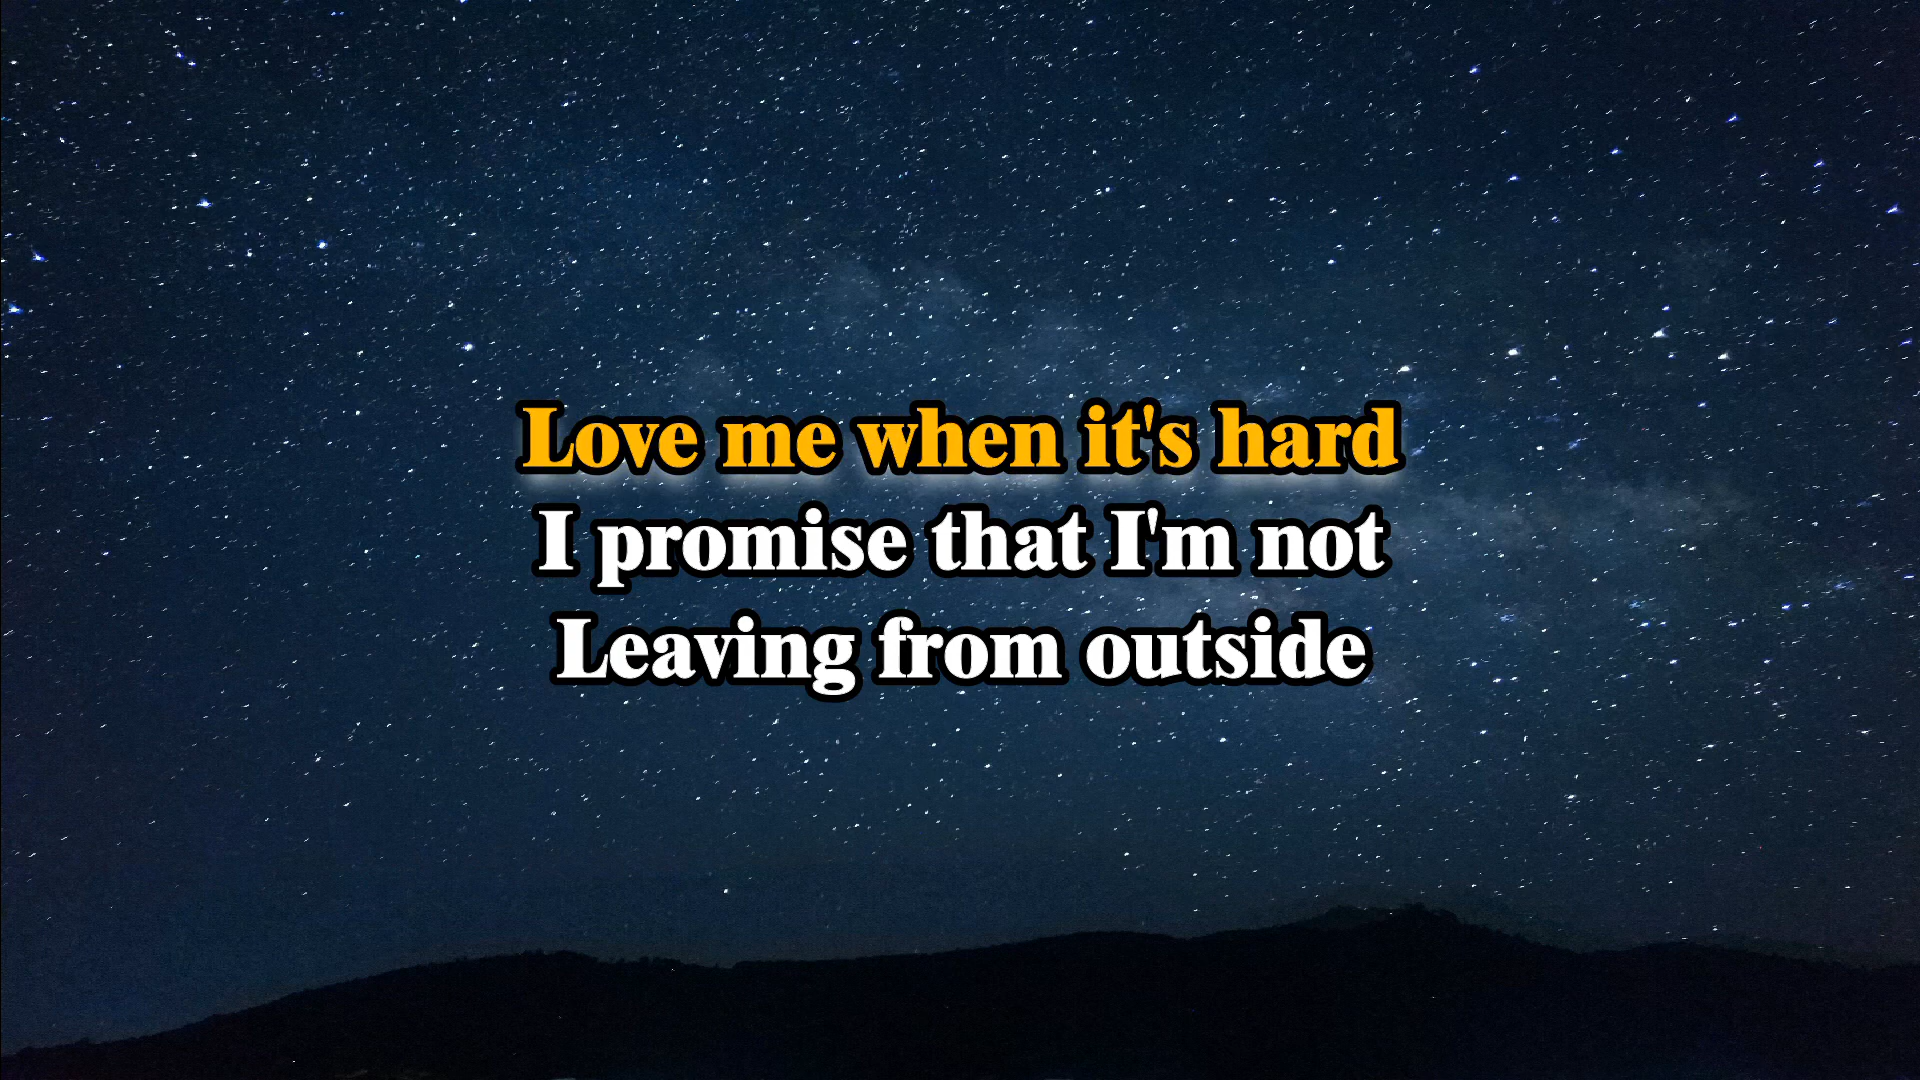 Love me when it's hard
I promise that I'm not
Leaving from outside